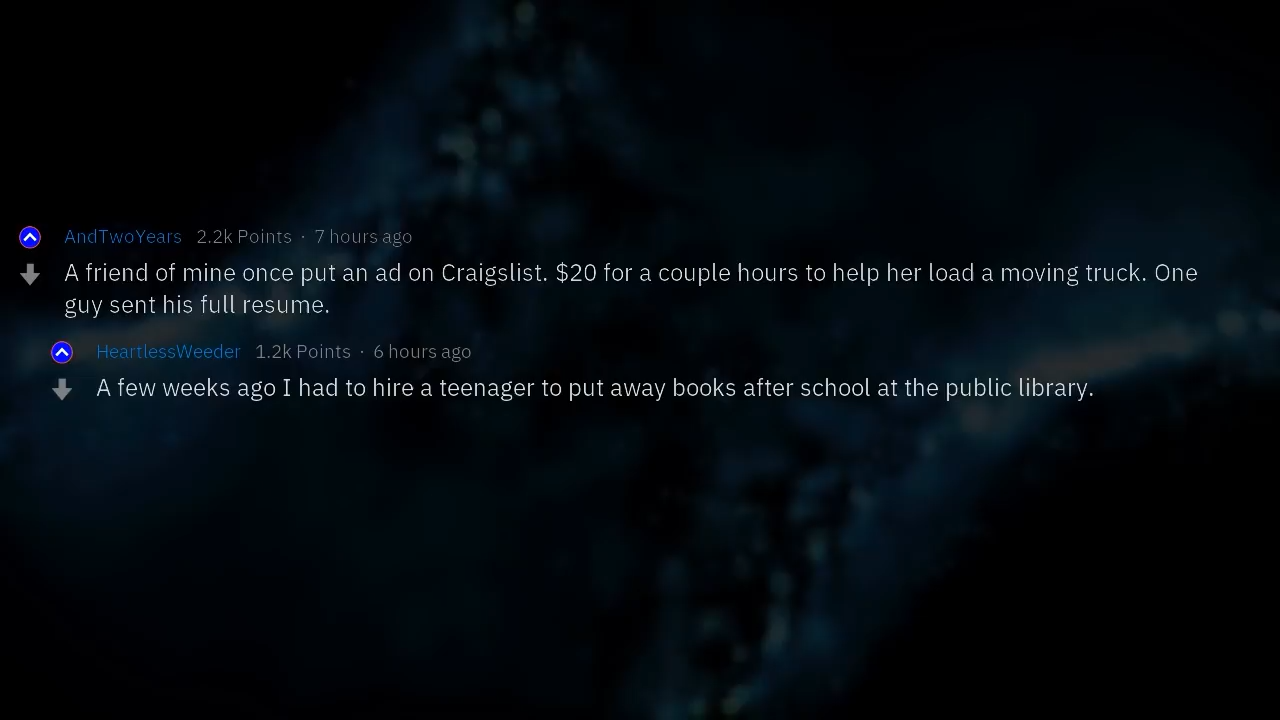 AndTwoYears 2.2k Points · 7 hours ago
A friend of mine once put an ad on Craigslist. $20 for a couple hours to help her load a moving truck. One
guy sent his full resume.
HeartlessWeeder 1.2k Points · 6 hours ago
A few weeks ago I had to hire a teenager to put away books after school at the public library.